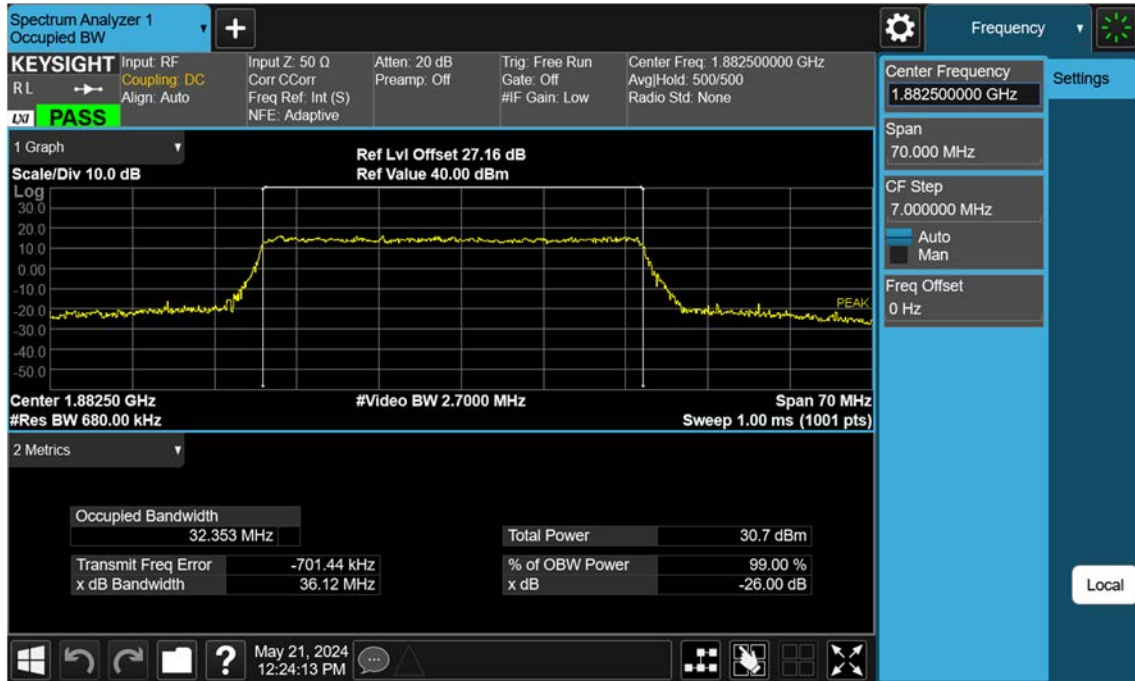 Spectrum Analyzer 1
Occupied BW
Frequency
KEYSIGHT
R L
LXI PASS
Input: RF
Coupling: DC
Align: Auto
Input Z: 50 Ω
Corr CCorr
Freq Ref: Int (S)
NFE: Adaptive
Atten: 20 dB
Preamp: Off
Trig: Free Run
Gate: Off
#IF Gain: Low
Center Freq: 1.882500000 GHz
Avg|Hold: 500/500
Radio Std: None
Center Frequency
1.882500000 GHz
Settings
Span
70.000 MHz
CF Step
7.000000 MHz
Auto
Man
Freq Offset
0 Hz
Local
1 Graph
Scale/Div 10.0 dB
Ref Lvl Offset 27.16 dB
Ref Value 40.00 dBm
Log
30.0
20.0
10.0
0.00
-10.0
-20.0
-30.0
-40.0
-50.0
PEAK
Center 1.88250 GHz
#Video BW 2.7000 MHz
Span 70 MHz
#Res BW 680.00 kHz
Sweep 1.00 ms (1001 pts)
2 Metrics
Occupied Bandwidth
32.353 MHz
Total Power 30.7 dBm
Transmit Freq Error -701.44 kHz
% of OBW Power 99.00 %
x dB Bandwidth 36.12 MHz
x dB -26.00 dB
?
May 21, 2024
12:24:13 PM